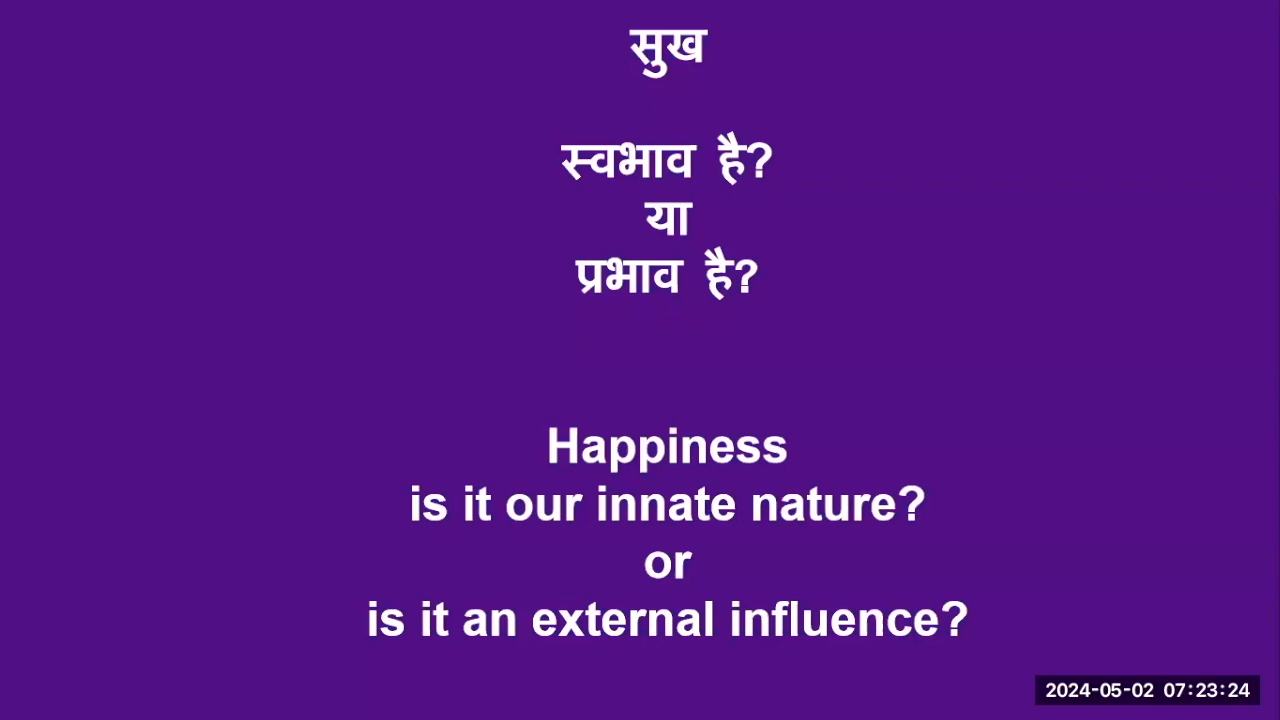 सुख
स्वभाव है?
या
प्रभाव है?
Happiness
is it our innate nature?
or
is it an external influence?
2024-05-02 07:23:24